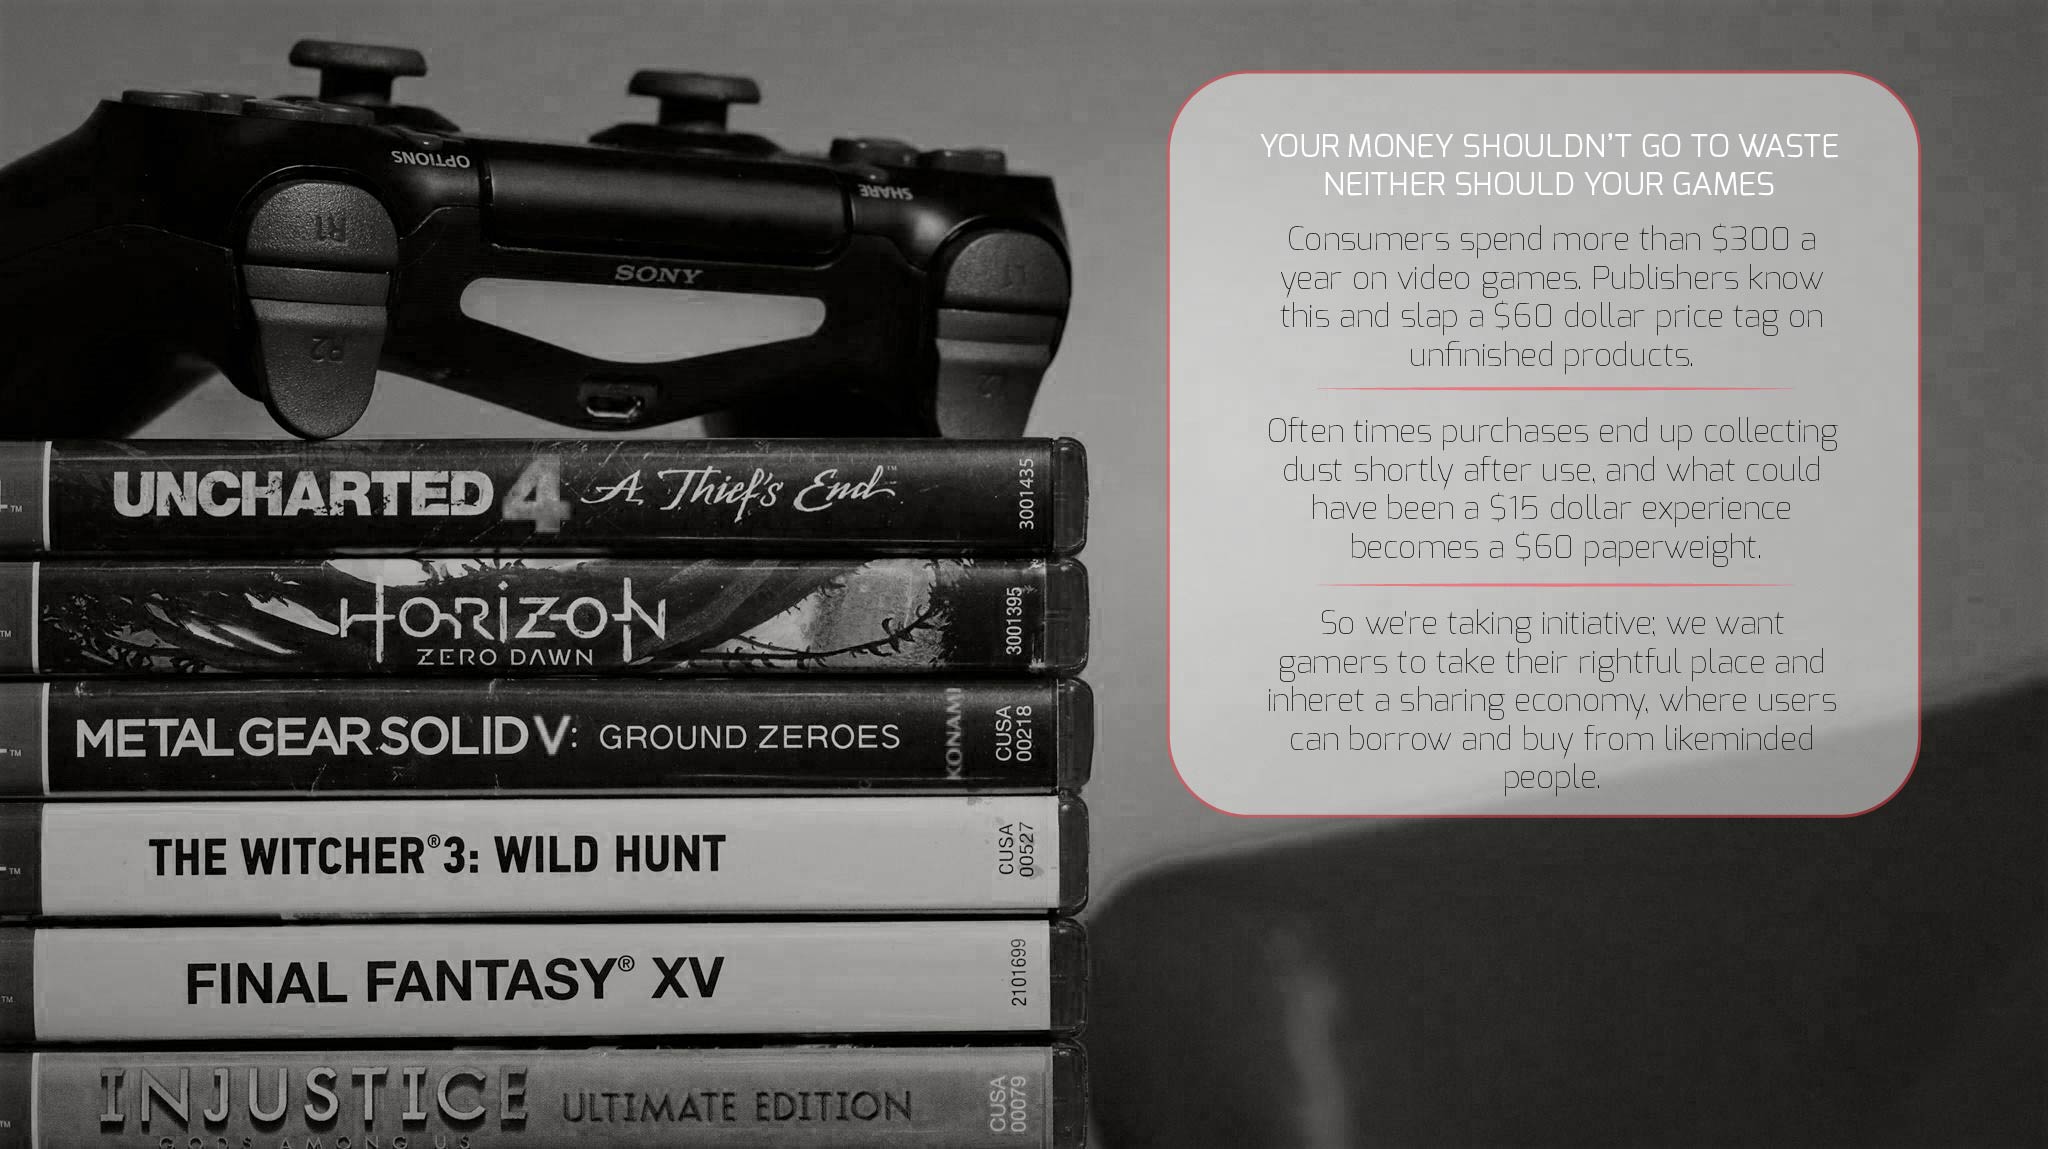 OPTIONS
SHARE
R1
L1
SONY
R2
L2
UNCHARTED 4 A Thief's End™ 3001435
TM
HORIZON
ZERO DAWN
3001395
TM
METAL GEAR SOLID V: GROUND ZEROES KONAMI CUSA
00218
TM
THE WITCHER®3: WILD HUNT CUSA
00527
TM
FINAL FANTASY® XV 2101699
TM
INJUSTICE ULTIMATE EDITION CUSA
00079
GODS AMONG US
TM
YOUR MONEY SHOULDN'T GO TO WASTE
NEITHER SHOULD YOUR GAMES
Consumers spend more than $300 a
year on video games. Publishers know
this and slap a $60 dollar price tag on
unfinished products.
Often times purchases end up collecting
dust shortly after use, and what could
have been a $15 dollar experience
becomes a $60 paperweight.
So we're taking initiative; we want
gamers to take their rightful place and
inheret a sharing economy, where users
can borrow and buy from likeminded
people.